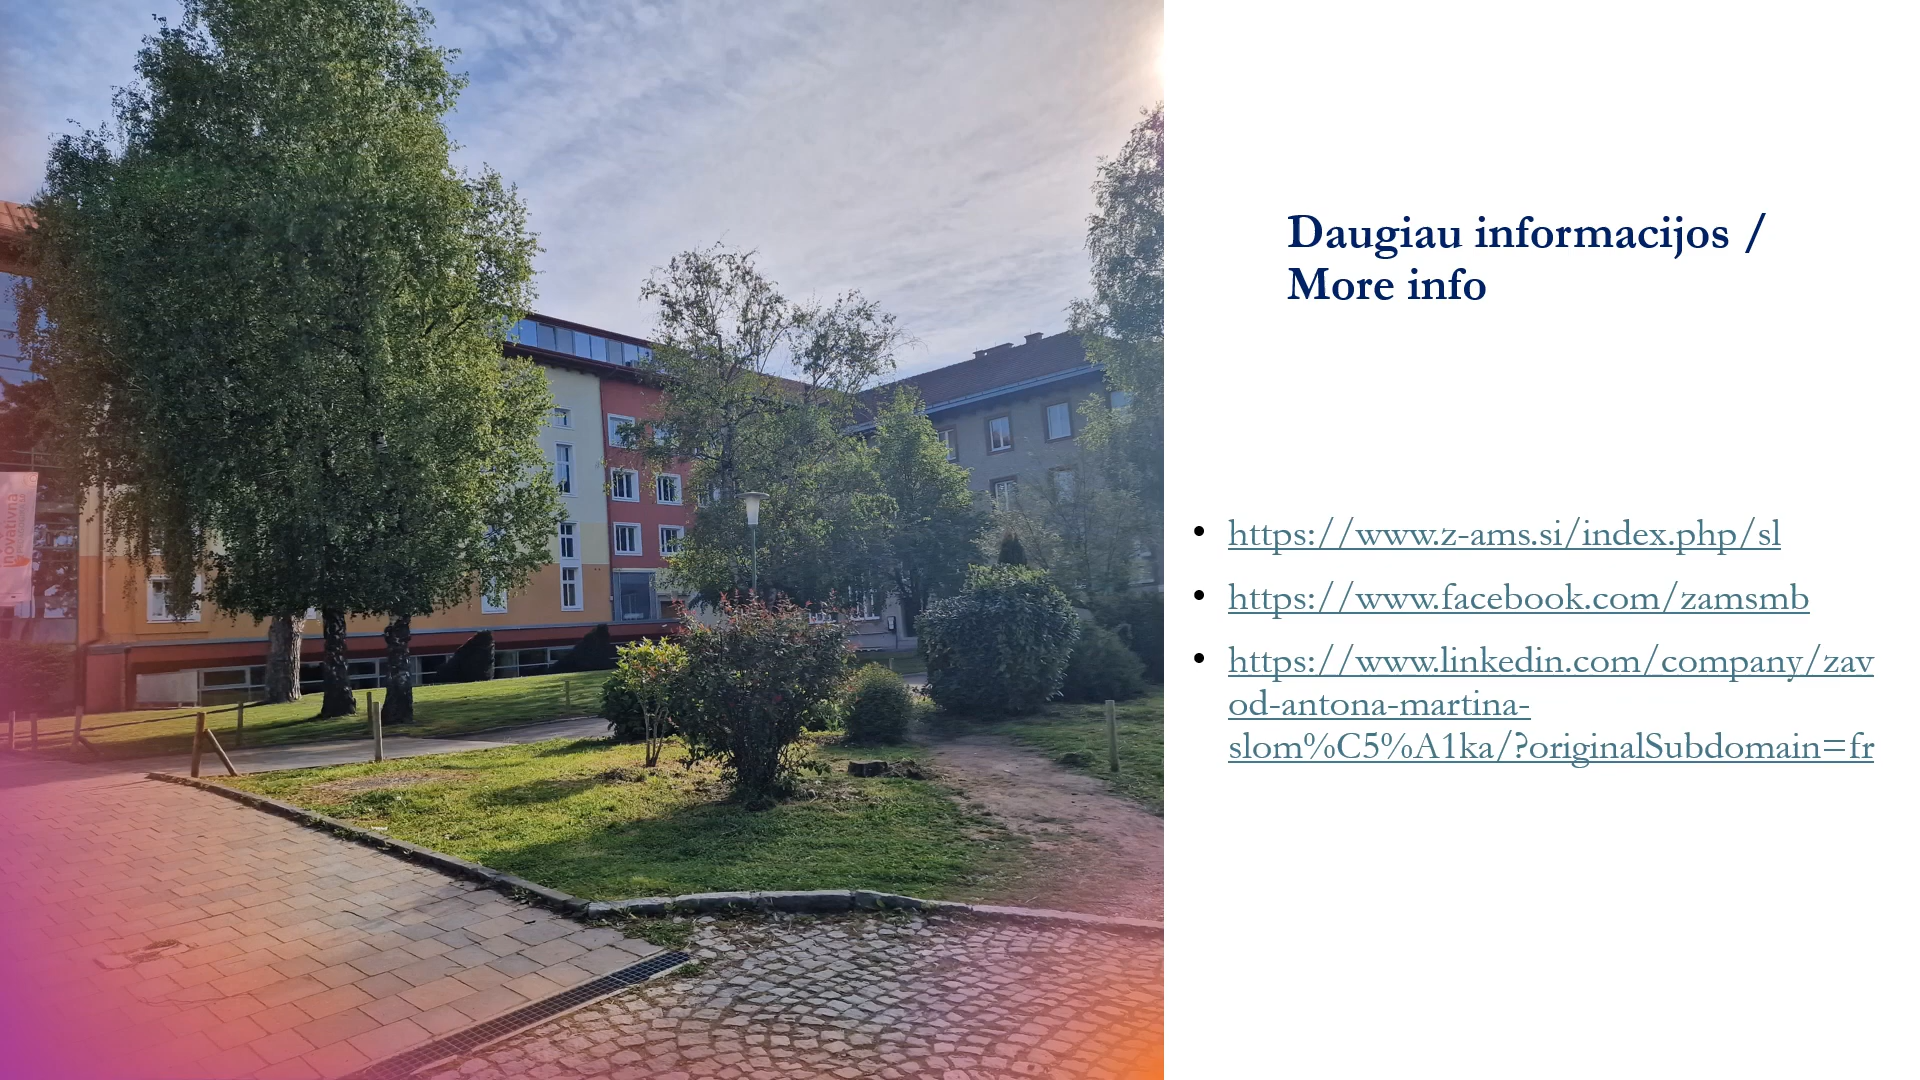 Daugiau informacijos /
More info
• https://www.z-ams.si/index.php/sl
• https://www.facebook.com/zamsmb
• https://www.linkedin.com/company/zav
od-antona-martina-
slom%C5%A1ka/?originalSubdomain=fr
inovativna